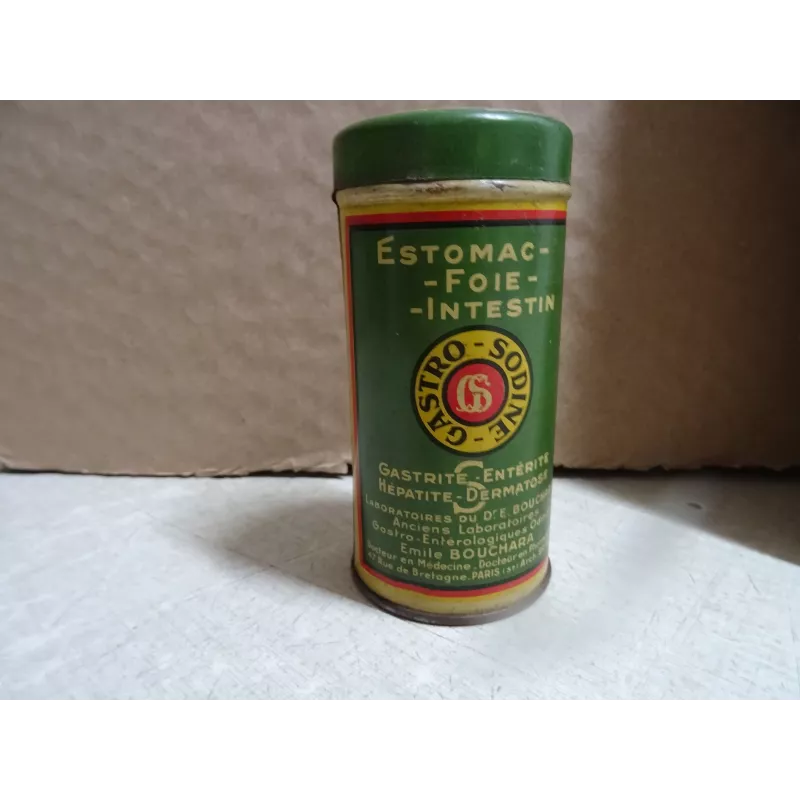 ESTOMAC-
-FOIE-
-INTESTIN
GASTRO-SODINE-
GS
GASTRITE-ENTÉRITE
S
HÉPATITE-DERMATOSE
LABORATOIRES DU Dr E. BOUCHARA
Anciens Laboratoires
Gastro-Entérologiques
Emile BOUCHARA
Docteur en Médecine. Docteur en
47 Rue de Bretagne. PARIS